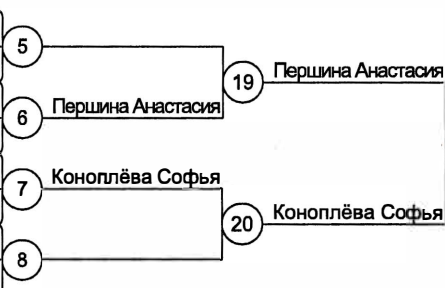 5
19 Першина Анастасия
6 Першина Анастасия
7 Коноплёва Софья
20 Коноплёва Софья
8